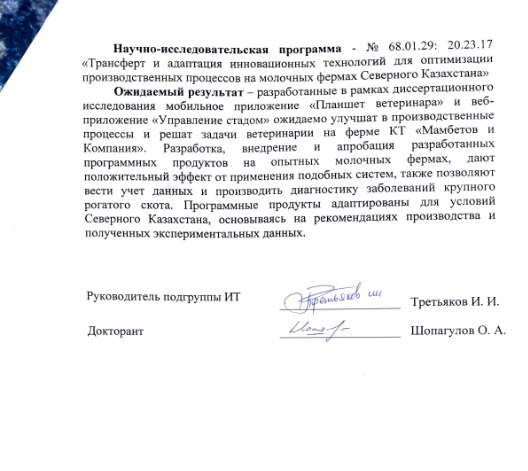 Научно-исследовательская программа - № 68.01.29: 20.23.17
«Трансферт и адаптация инновационных технологий для оптимизации
производственных процессов на молочных фермах Северного Казахстана»
Ожидаемый результат – разработанные в рамках диссертационного
исследования мобильное приложение «Планшет ветеринара» и веб-
приложение «Управление стадом» ожидаемо улучшат в производственные
процессы и решат задачи ветеринарии на ферме КТ «Мамбетов и
Компания». Разработка, внедрение и апробация разработанных
программных продуктов на опытных молочных фермах, дают
положительный эффект от применения подобных систем, также позволяют
вести учет данных и производить диагностику заболеваний крупного
рогатого скота. Программные продукты адаптированы для условий
Северного Казахстана, основываясь на рекомендациях производства и
полученных экспериментальных данных.
Руководитель подгруппы ИТ Третьяков ии Третьяков И. И.
Докторант Шопагулов О. А.